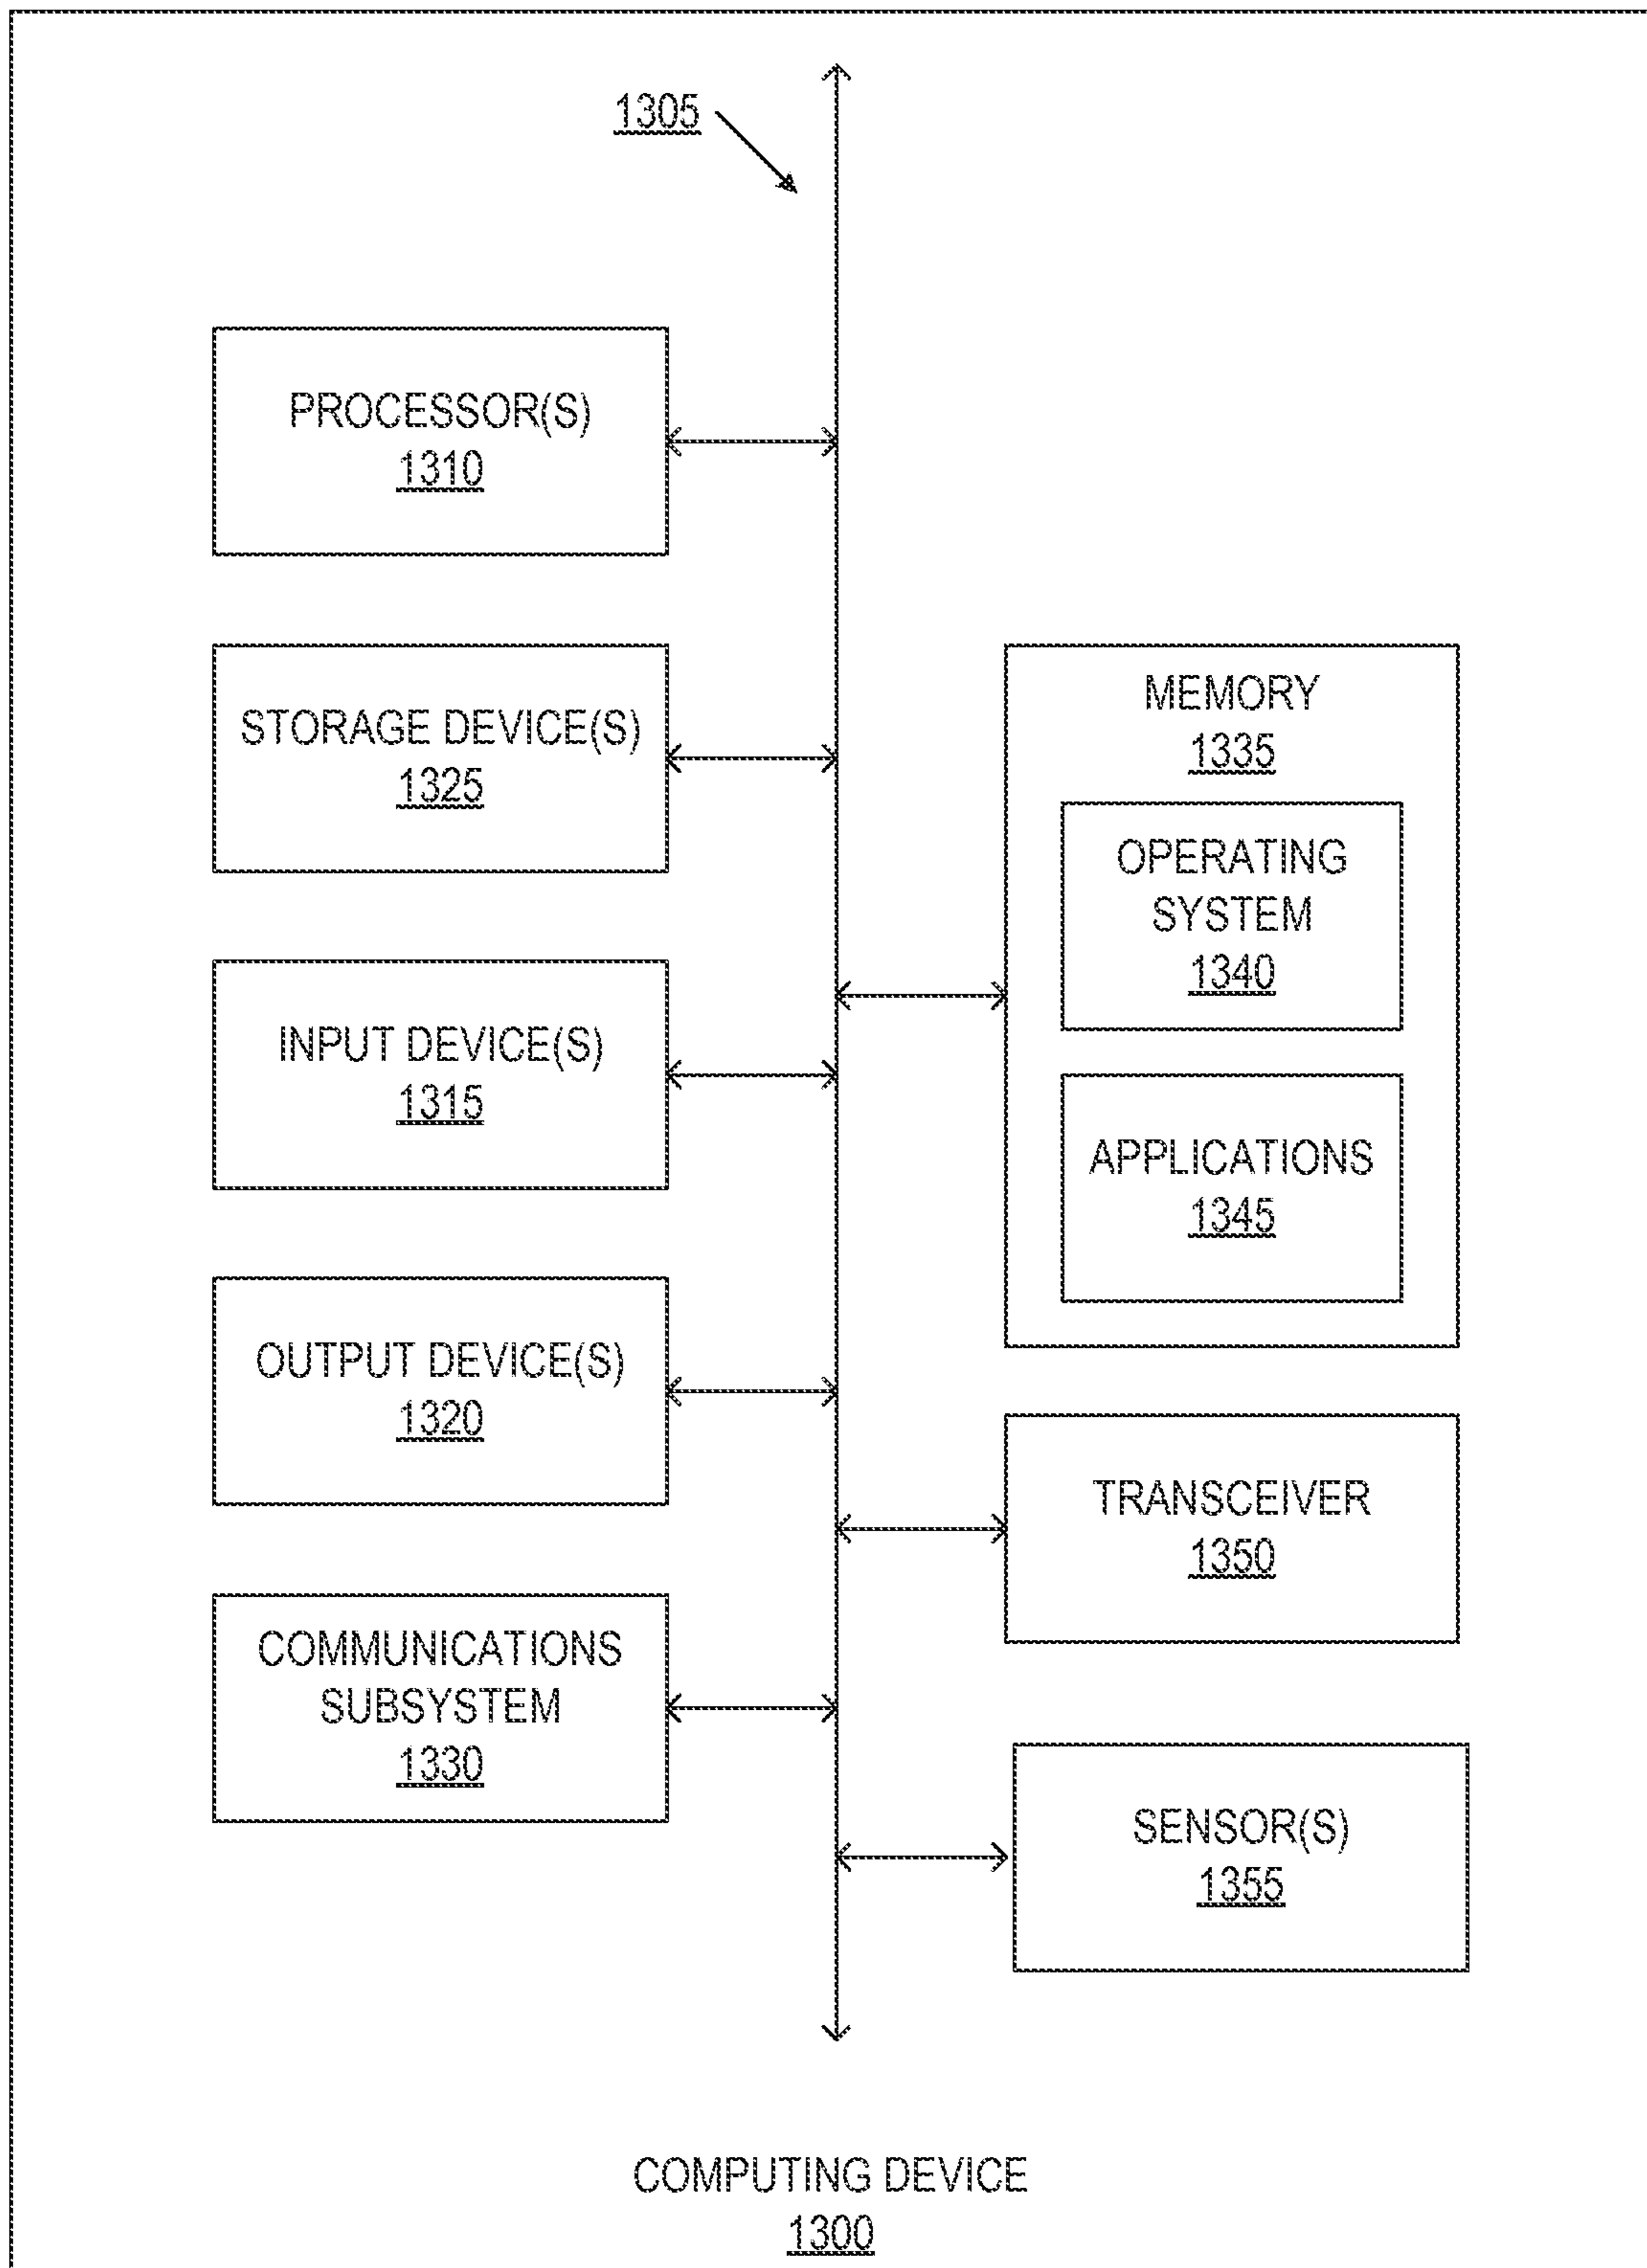 1305
PROCESSOR(S)
1310
STORAGE DEVICE(S)
1325
INPUT DEVICE(S)
1315
OUTPUT DEVICE(S)
1320
COMMUNICATIONS
SUBSYSTEM
1330
MEMORY
1335
OPERATING
SYSTEM
1340
APPLICATIONS
1345
TRANSCEIVER
1350
SENSOR(S)
1355
COMPUTING DEVICE
1300